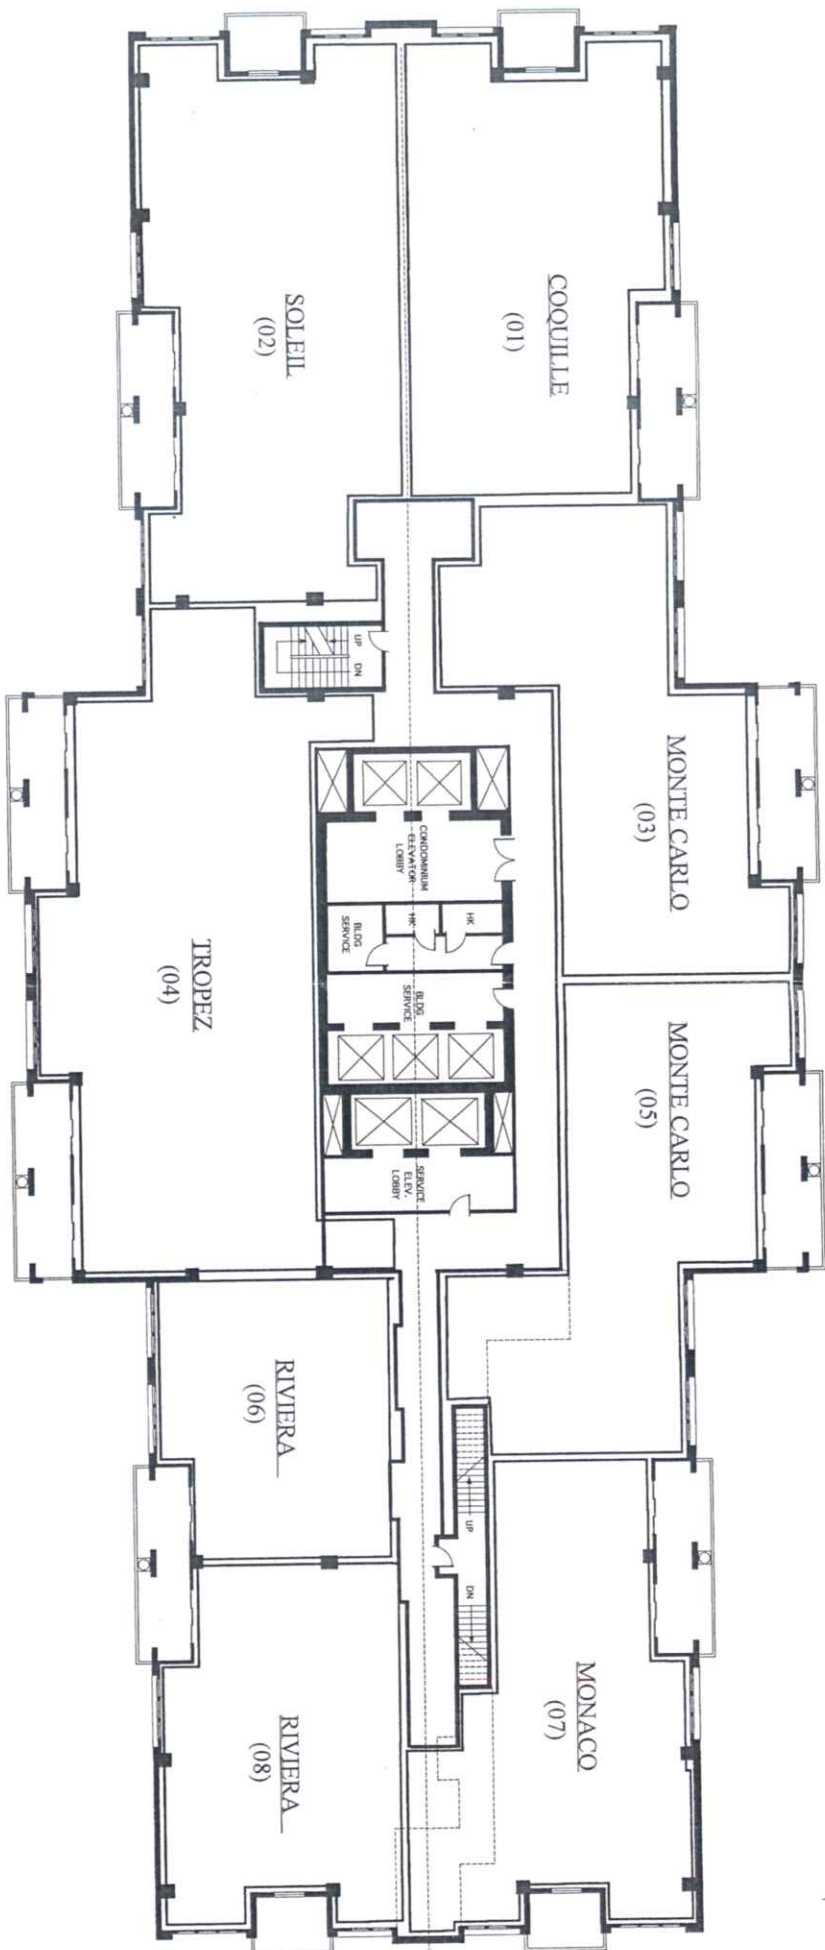 COQUILLE
(01)
SOLEIL
(02)
MONTE CARLO
(03)
TROPEZ
(04)
MONTE CARLO
(05)
RIVIERA
(06)
MONACO
(07)
RIVIERA
(08)
UP
DN
CONDOMINIUM
ELEVATOR
LOBBY
HK
HK
BLDG
SERVICE
BLDG
SERVICE
SERVICE
ELEV.
LOBBY
UP
DN